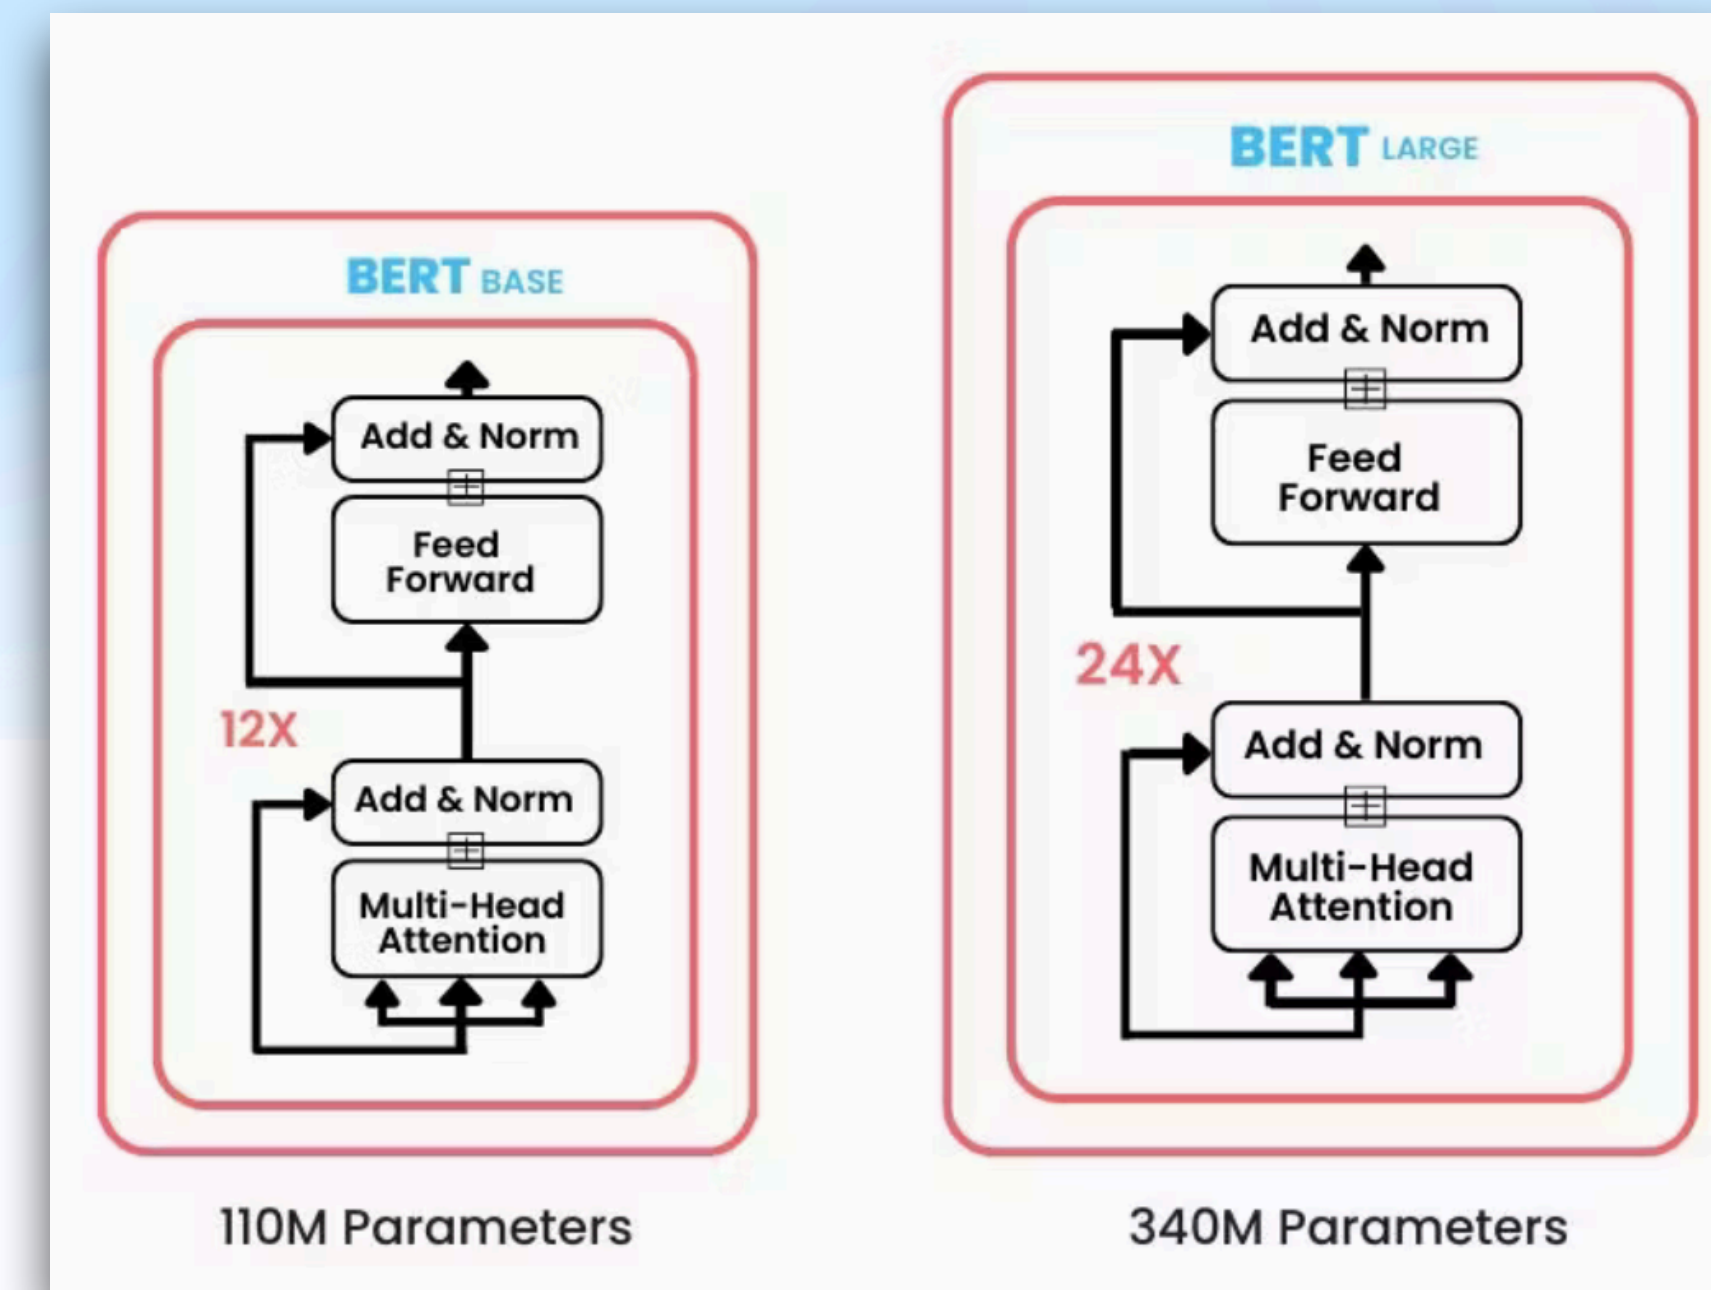 BERT BASE
Add & Norm
Feed
Forward
12X
Add & Norm
Multi-Head
Attention
110M Parameters
BERT LARGE
Add & Norm
Feed
Forward
24X
Add & Norm
Multi-Head
Attention
340M Parameters